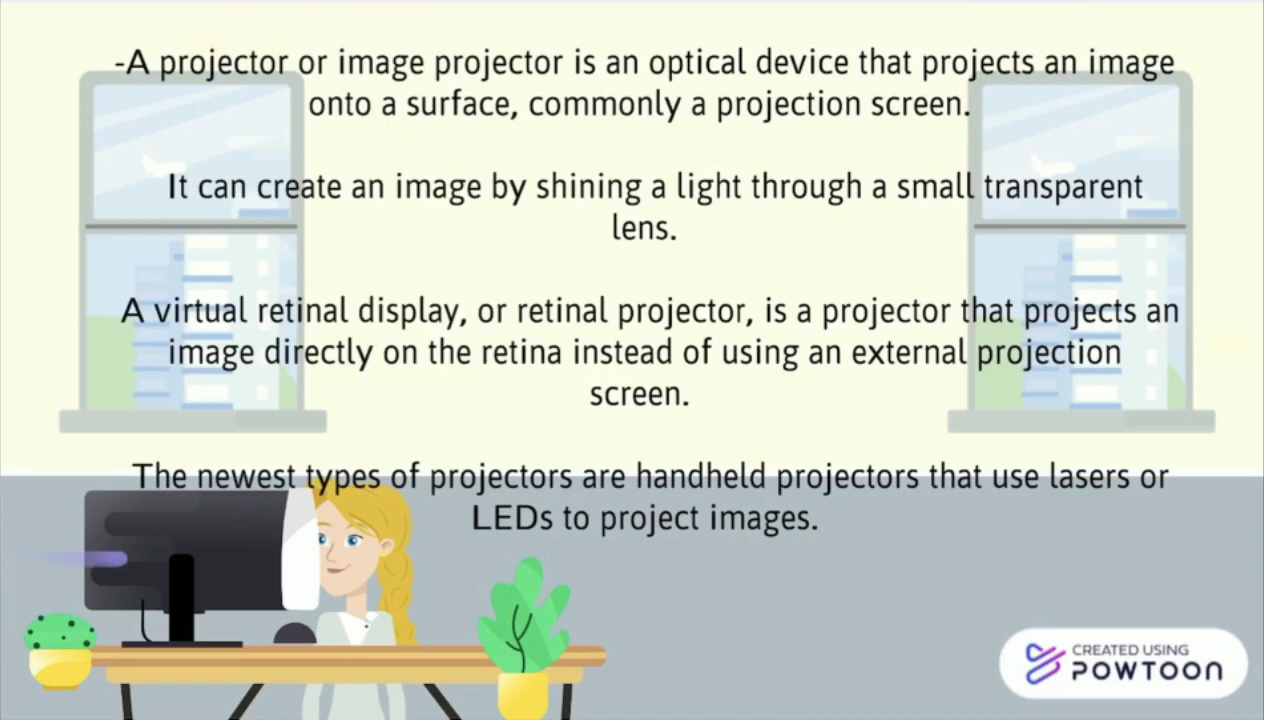 -A projector or image projector is an optical device that projects an image
onto a surface, commonly a projection screen.
It can create an image by shining a light through a small transparent
lens.
A virtual retinal display, or retinal projector, is a projector that projects an
image directly on the retina instead of using an external projection
screen.
The newest types of projectors are handheld projectors that use lasers or
LEDs to project images.
CREATED USING
POWTOON